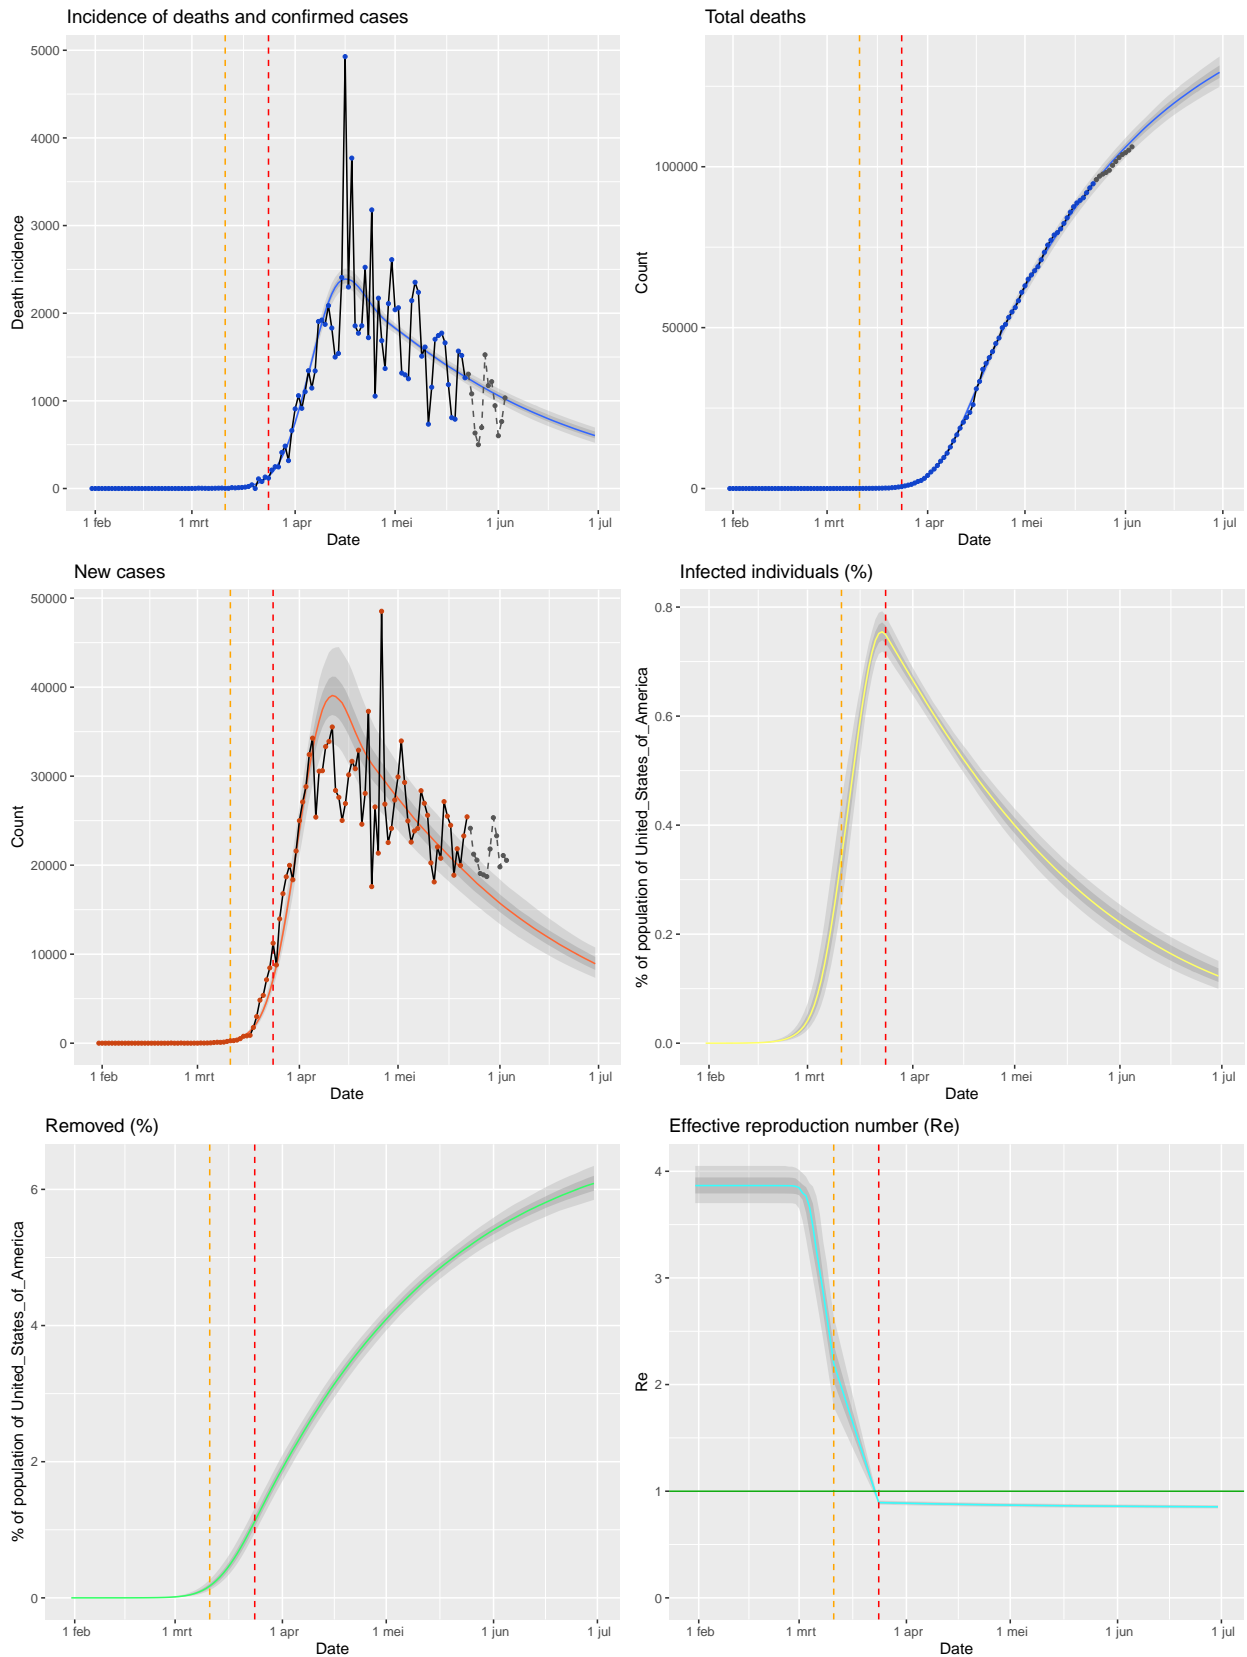 Incidence of deaths and confirmed cases
Death incidence
5000
4000
3000
2000
1000
0
1 feb
1 mrt
1 apr
1 mei
1 jun
1 jul
Date
Total deaths
Count
100000
50000
0
1 feb
1 mrt
1 apr
1 mei
1 jun
1 jul
Date
New cases
Count
50000
40000
30000
20000
10000
0
1 feb
1 mrt
1 apr
1 mei
1 jun
1 jul
Date
Infected individuals (%)
% of population of United_States_of_America
0.8
0.6
0.4
0.2
0.0
1 feb
1 mrt
1 apr
1 mei
1 jun
1 jul
Date
Removed (%)
% of population of United_States_of_America
6
4
2
0
1 feb
1 mrt
1 apr
1 mei
1 jun
1 jul
Date
Effective reproduction number (Re)
Re
4
3
2
1
0
1 feb
1 mrt
1 apr
1 mei
1 jun
1 jul
Date